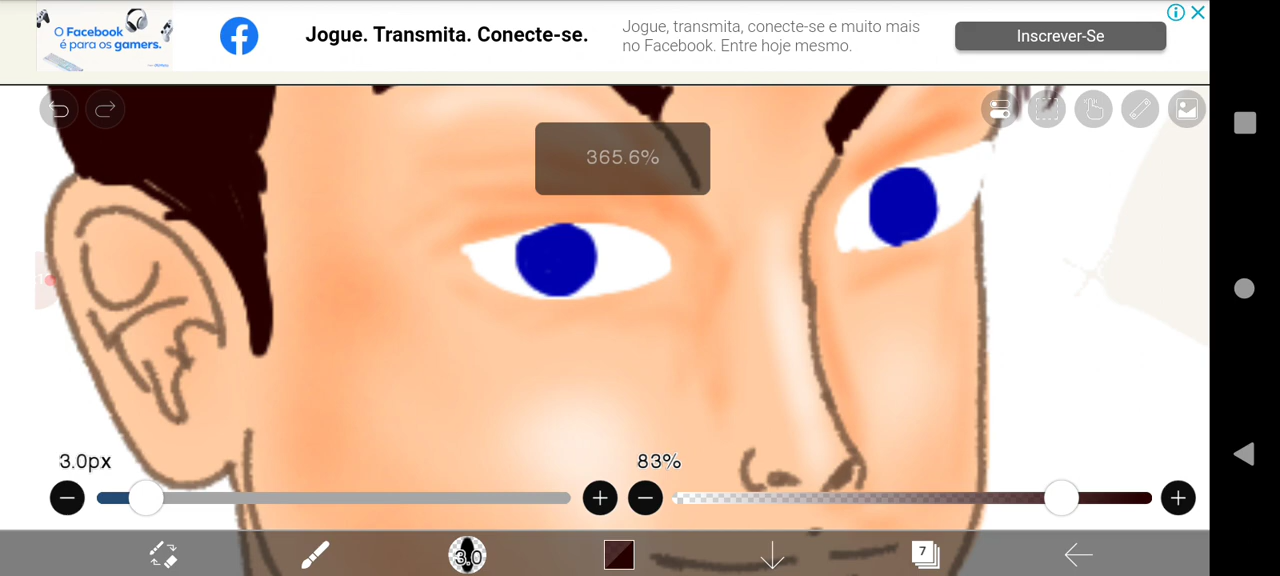 O Facebook
é para os gamers.
Jogue. Transmita. Conecte-se.
Jogue, transmita, conecte-se e muito mais
no Facebook. Entre hoje mesmo.
Inscrever-Se
365.6%
3.0px
83%
3.0
7